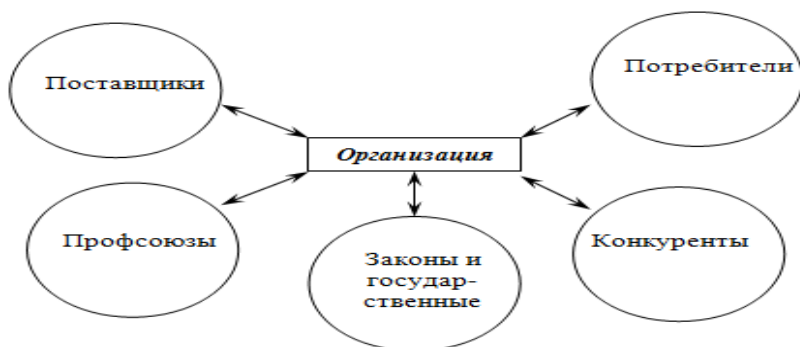 Поставщики
Потребители
Организация
Профсоюзы
Законы и
государ-
ственные
Конкуренты